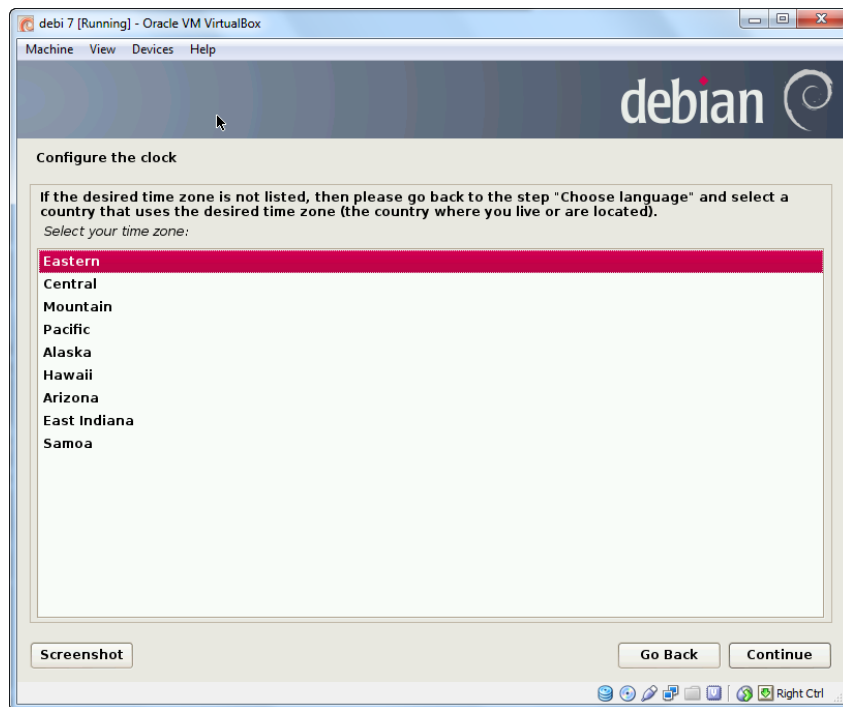 debi 7 [Running] - Oracle VM VirtualBox
Machine View Devices Help
debian
Configure the clock
If the desired time zone is not listed, then please go back to the step "Choose language" and select a
country that uses the desired time zone (the country where you live or are located).
Select your time zone:
Eastern
Central
Mountain
Pacific
Alaska
Hawaii
Arizona
East Indiana
Samoa
Screenshot Go Back Continue
Right Ctrl